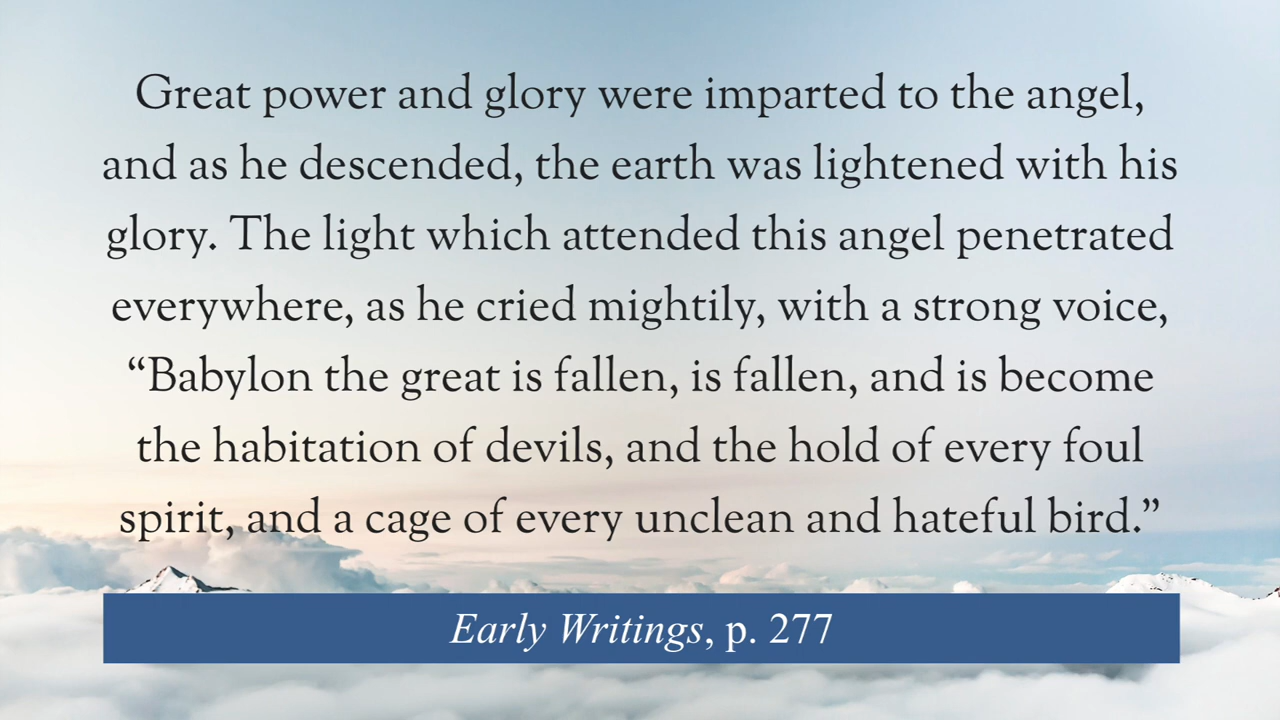 Great power and glory were imparted to the angel,
and as he descended, the earth was lightened with his
glory. The light which attended this angel penetrated
everywhere, as he cried mightily, with a strong voice,
“Babylon the great is fallen, is fallen, and is become
the habitation of devils, and the hold of every foul
spirit, and a cage of every unclean and hateful bird.”
Early Writings, p. 277